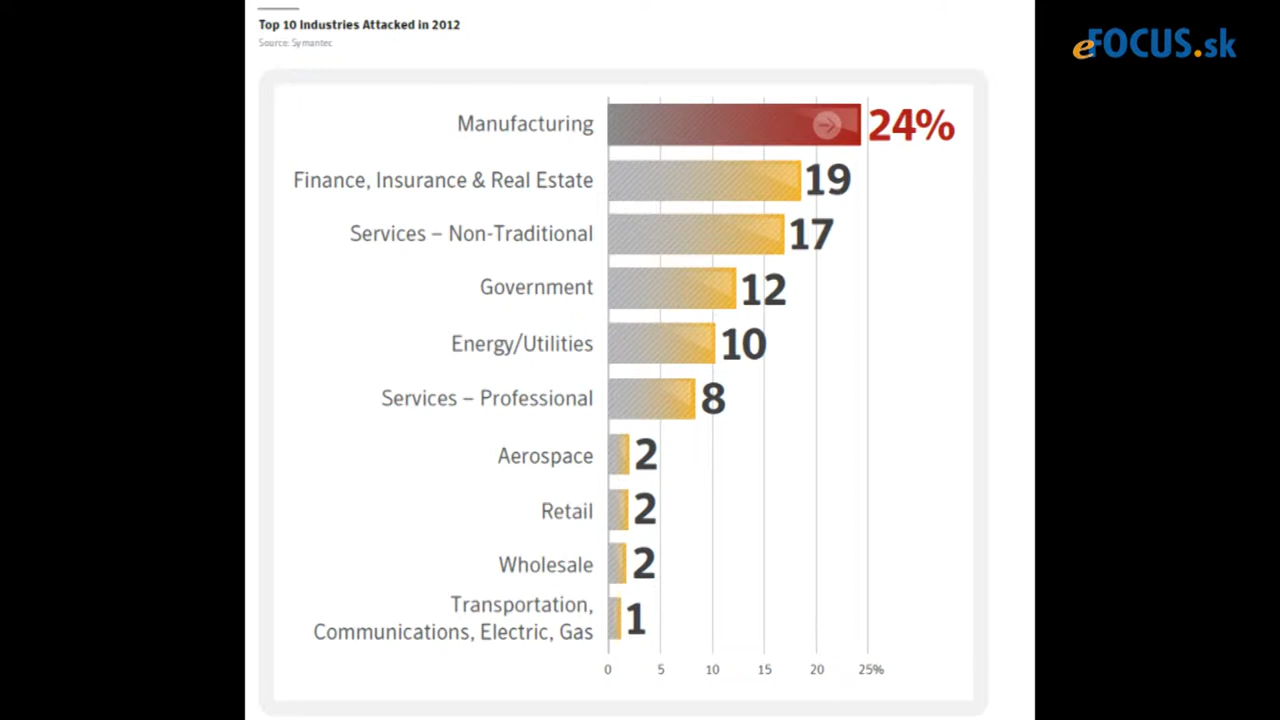 Top 10 Industries Attacked in 2012
Source: Symantec
eFOCUS.sk
Manufacturing 24%
Finance, Insurance & Real Estate 19
Services – Non-Traditional 17
Government 12
Energy/Utilities 10
Services – Professional 8
Aerospace 2
Retail 2
Wholesale 2
Transportation,
Communications, Electric, Gas 1
0 5 10 15 20 25%